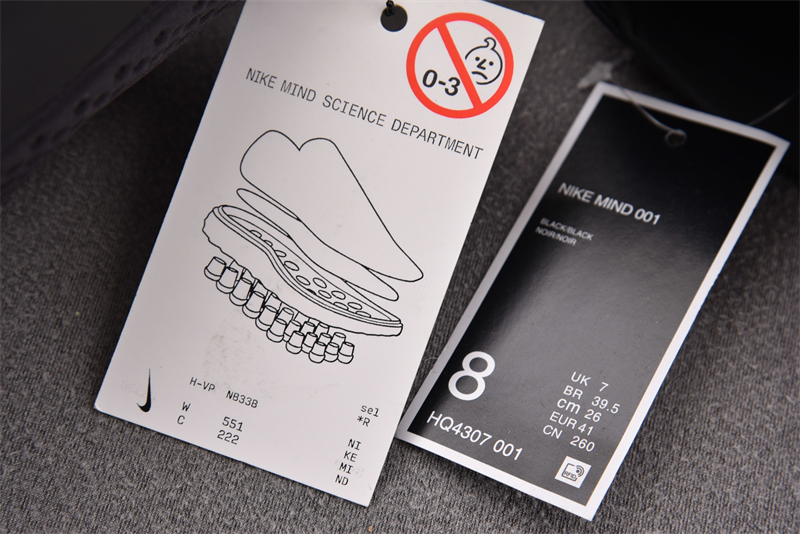 0-3
NIKE MIND SCIENCE DEPARTMENT
H-VP NB33B
W 551
C 222
sel
*R
NI
KE
MI
ND
NIKE MIND 001
BLACK/BLACK
NOIR/NOIR
8
HQ4307 001
UK 7
BR 39.5
cm 26
EUR 41
CN 260
RFID